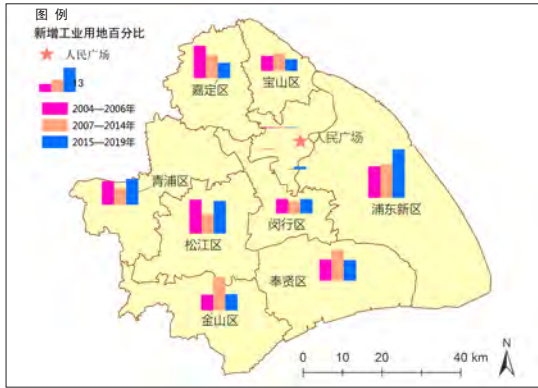 图 例
新增工业用地百分比
人民广场
13
2004—2006年
2007—2014年
2015—2019年
嘉定区
宝山区
人民广场
青浦区
浦东新区
松江区
闵行区
奉贤区
金山区
N
0 10 20 40 km